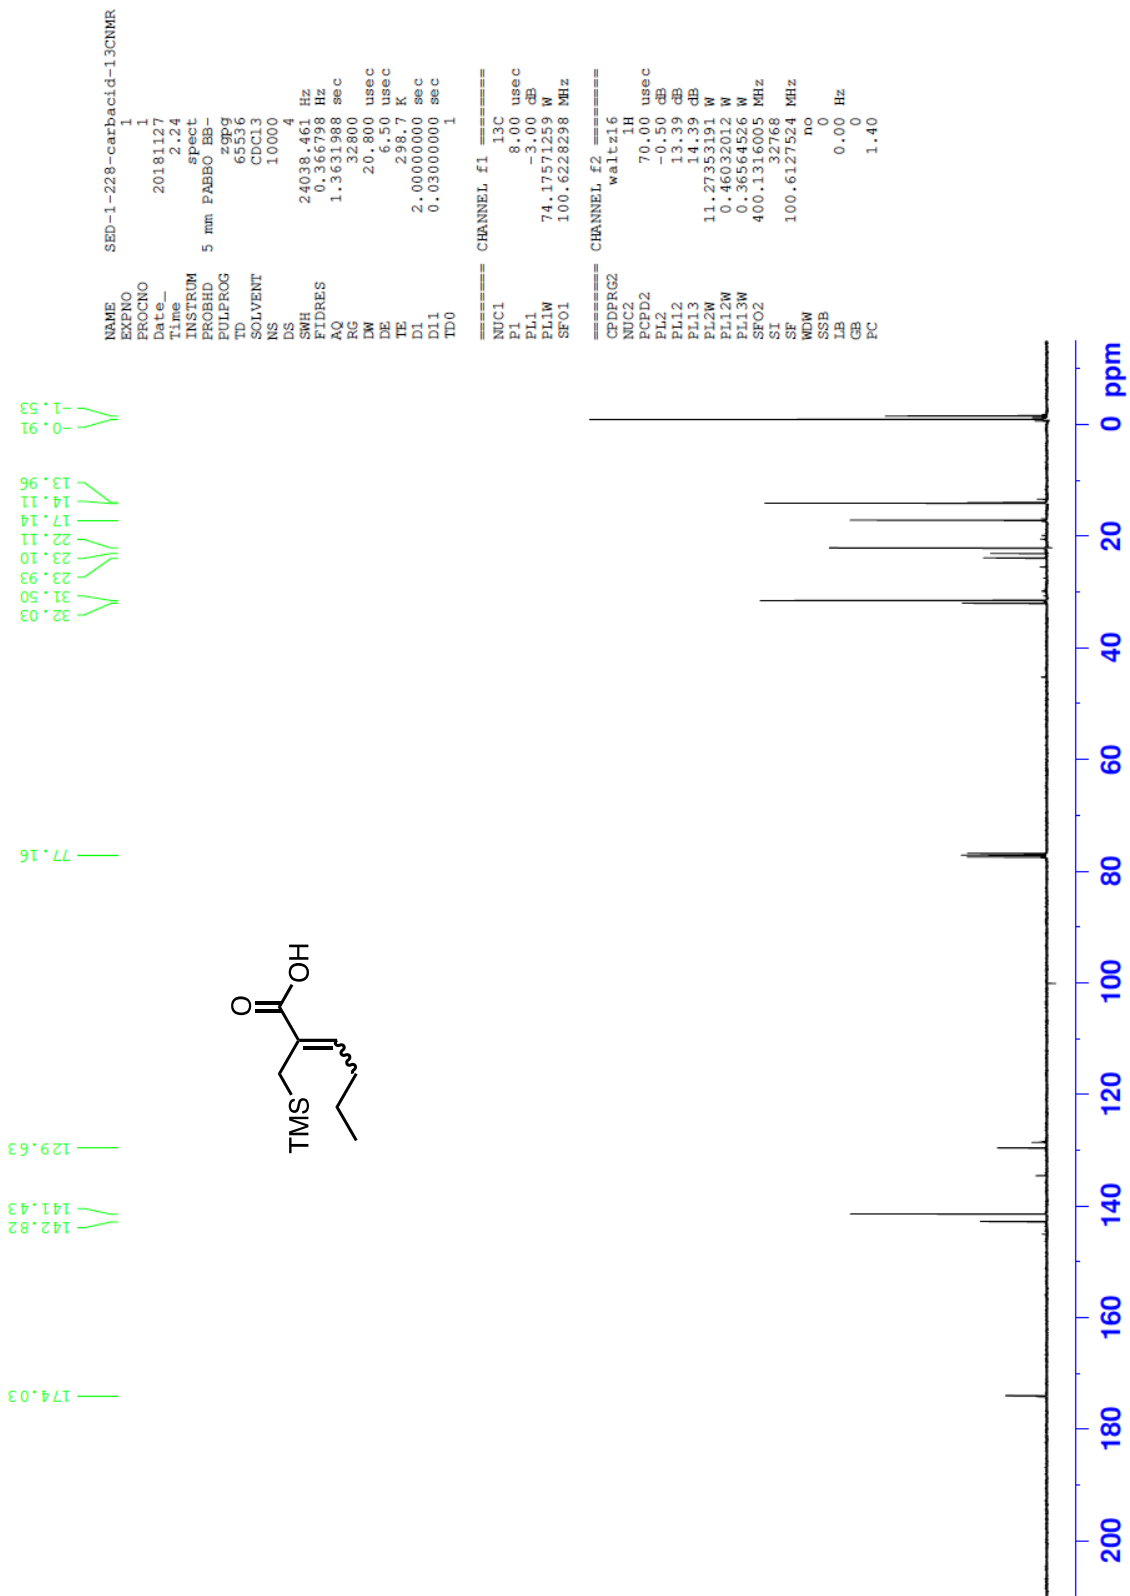 NAME SED-1-228-carbacid-13CNMR
EXPNO 1
PROCNO 1
Date_ 20181127
Time 2.24
INSTRUM spect
PROBHD 5 mm PABBO BB-
PULPROG zgpg
TD 65536
SOLVENT CDCl3
NS 10000
DS 4
SWH 24038.461 Hz
FIDRES 0.366798 Hz
AQ 1.3631988 sec
RG 32800
DW 20.800 usec
DE 6.50 usec
TE 298.7 K
D1 2.00000000 sec
D11 0.03000000 sec
TD0 1
======== CHANNEL f1 ========
NUC1 13C
P1 8.00 usec
PL1 -3.00 dB
PL1W 74.17571259 W
SFO1 100.6228298 MHz
======== CHANNEL f2 ========
CPDPRG2 waltz16
NUC2 1H
PCPD2 70.00 usec
PL2 -0.50 dB
PL12 13.39 dB
PL13 14.39 dB
PL2W 11.27353191 W
PL12W 0.46032012 W
PL13W 0.36564526 W
SFO2 400.1316005 MHz
SI 32768
SF 100.6127524 MHz
WDW no
SSB 0
LB 0.00 Hz
GB 0
PC 1.40
174.03
142.82
141.43
129.63
77.16
32.03
31.50
23.93
23.10
22.11
17.14
14.11
13.96
-0.91
-1.53
O
OH
TMS
200 180 160 140 120 100 80 60 40 20 0 ppm